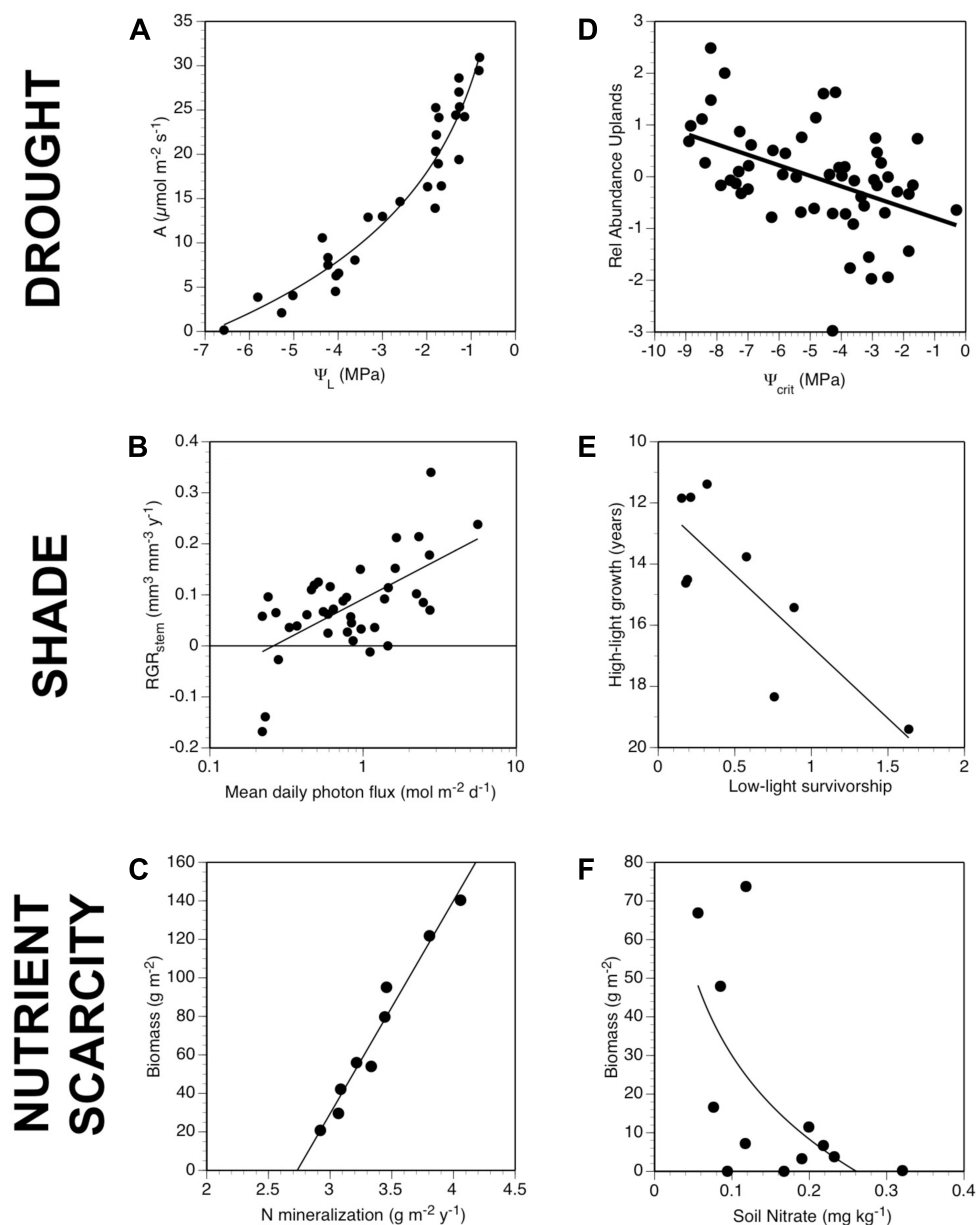 DROUGHT
A
35
30
25
20
15
10
5
0
A (µmol m-2 s-1)
-7 -6 -5 -4 -3 -2 -1 0
ΨL (MPa)
D
3
2
1
0
-1
-2
-3
Rel Abundance Uplands
-10 -9 -8 -7 -6 -5 -4 -3 -2 -1 0
Ψcrit (MPa)
SHADE
B
0.4
0.3
0.2
0.1
0
-0.1
-0.2
RGRstem (mm3 mm-3 y-1)
0.1 1 10
Mean daily photon flux (mol m-2 d-1)
E
10
12
14
16
18
20
High-light growth (years)
0 0.5 1 1.5 2
Low-light survivorship
NUTRIENT
SCARCITY
C
160
140
120
100
80
60
40
20
0
Biomass (g m-2)
2 2.5 3 3.5 4 4.5
N mineralization (g m-2 y-1)
F
80
70
60
50
40
30
20
10
0
Biomass (g m-2)
0 0.1 0.2 0.3 0.4
Soil Nitrate (mg kg-1)